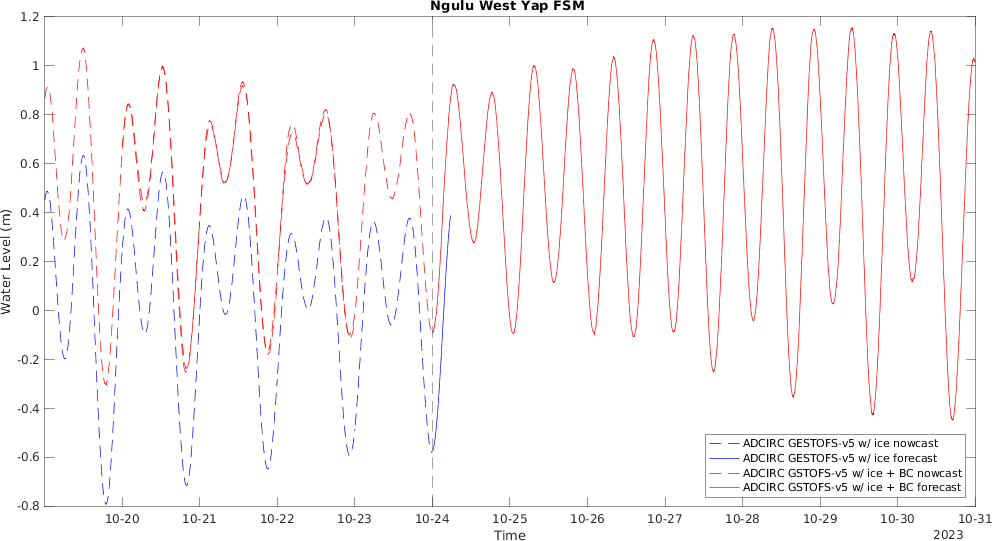 Ngulu West Yap FSM
1.2
1
0.8
0.6
0.4
0.2
0
-0.2
-0.4
-0.6
-0.8
Water Level (m)
ADCIRC GESTOFS-v5 w/ ice nowcast
ADCIRC GESTOFS-v5 w/ ice forecast
ADCIRC GSTOFS-v5 w/ ice + BC nowcast
ADCIRC GSTOFS-v5 w/ ice + BC forecast
10-20 10-21 10-22 10-23 10-24 10-25 10-26 10-27 10-28 10-29 10-30 10-31
Time
2023